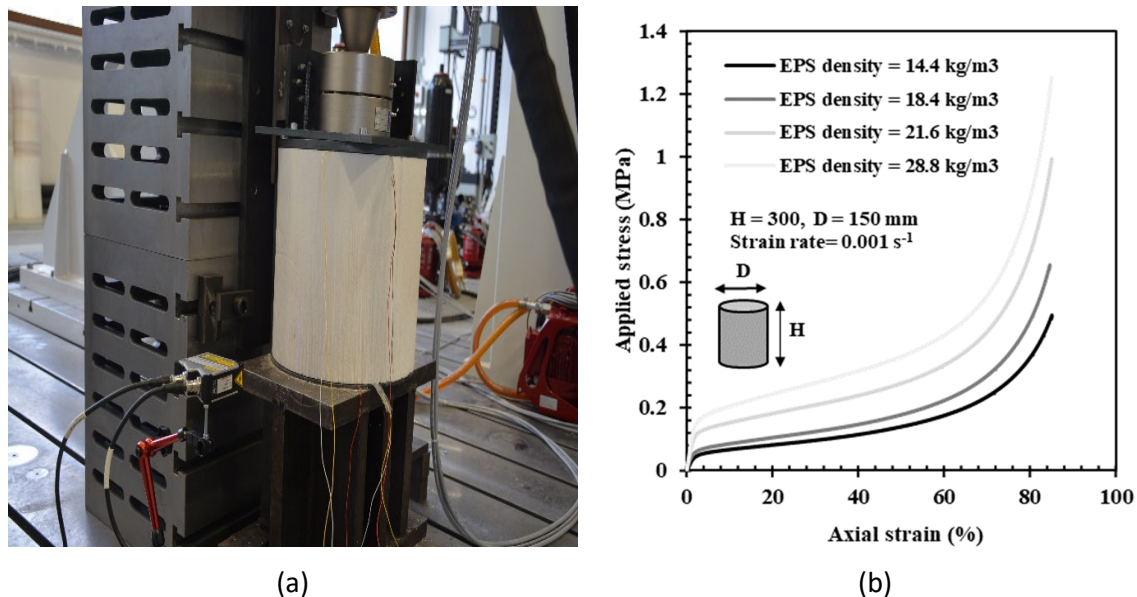 1.4
1.2
1
0.8
0.6
0.4
0.2
0
0
20
40
60
80
100
Applied stress (MPa)
Axial strain (%)
EPS density = 14.4 kg/m3
EPS density = 18.4 kg/m3
EPS density = 21.6 kg/m3
EPS density = 28.8 kg/m3
H = 300, D = 150 mm
Strain rate= 0.001 s⁻¹
D
H
(a)
(b)